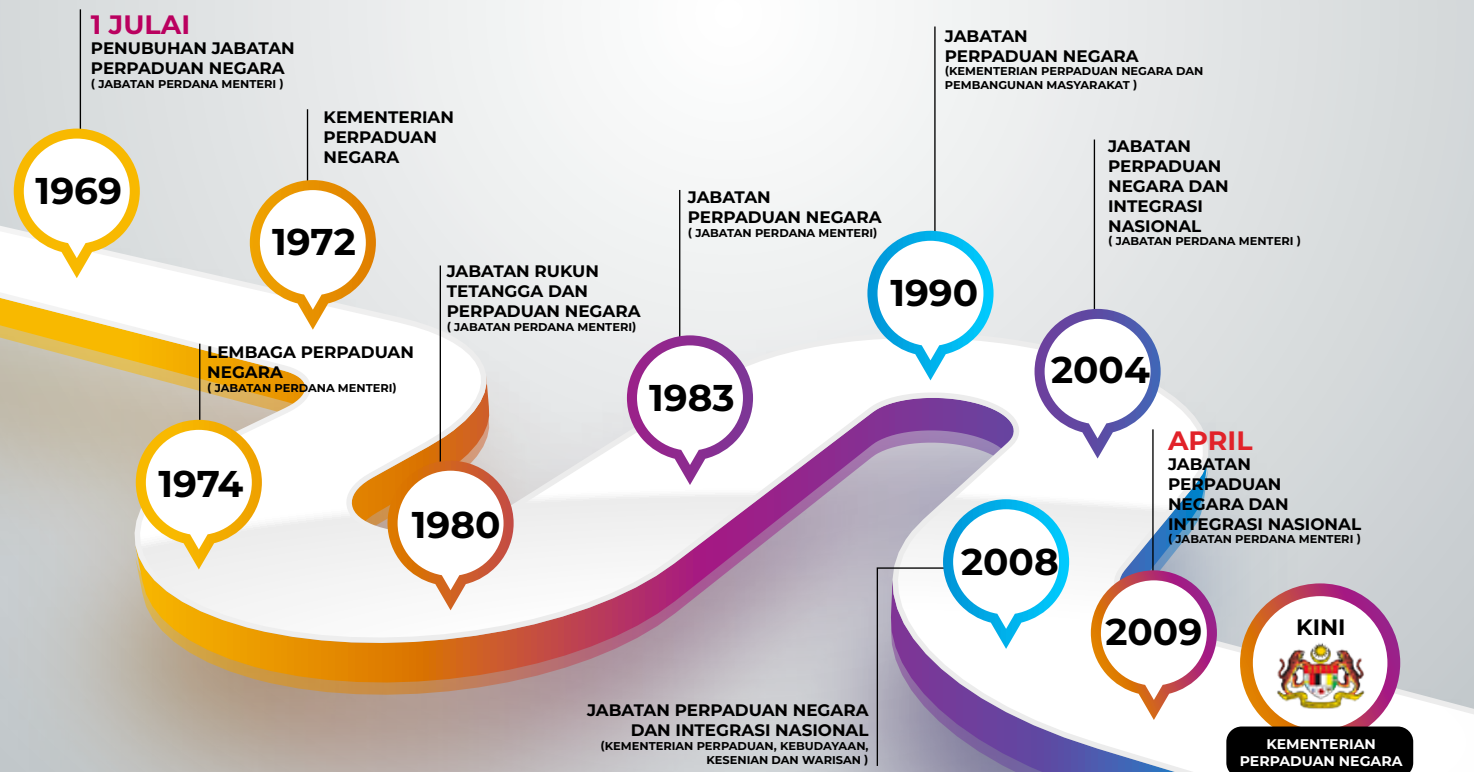 1 JULAI
PENUBUHAN JABATAN
PERPADUAN NEGARA
( JABATAN PERDANA MENTERI )
1969
KEMENTERIAN
PERPADUAN
NEGARA
1972
LEMBAGA PERPADUAN
NEGARA
( JABATAN PERDANA MENTERI)
1974
JABATAN RUKUN
TETANGGA DAN
PERPADUAN NEGARA
( JABATAN PERDANA MENTERI)
1980
JABATAN
PERPADUAN NEGARA
( JABATAN PERDANA MENTERI)
1983
JABATAN
PERPADUAN NEGARA
(KEMENTERIAN PERPADUAN NEGARA DAN
PEMBANGUNAN MASYARAKAT )
1990
JABATAN
PERPADUAN
NEGARA DAN
INTEGRASI
NASIONAL
( JABATAN PERDANA MENTERI )
2004
2008
JABATAN PERPADUAN NEGARA
DAN INTEGRASI NASIONAL
(KEMENTERIAN PERPADUAN, KEBUDAYAAN,
KESENIAN DAN WARISAN )
APRIL
JABATAN
PERPADUAN
NEGARA DAN
INTEGRASI NASIONAL
( JABATAN PERDANA MENTERI )
2009
KINI
KEMENTERIAN
PERPADUAN NEGARA